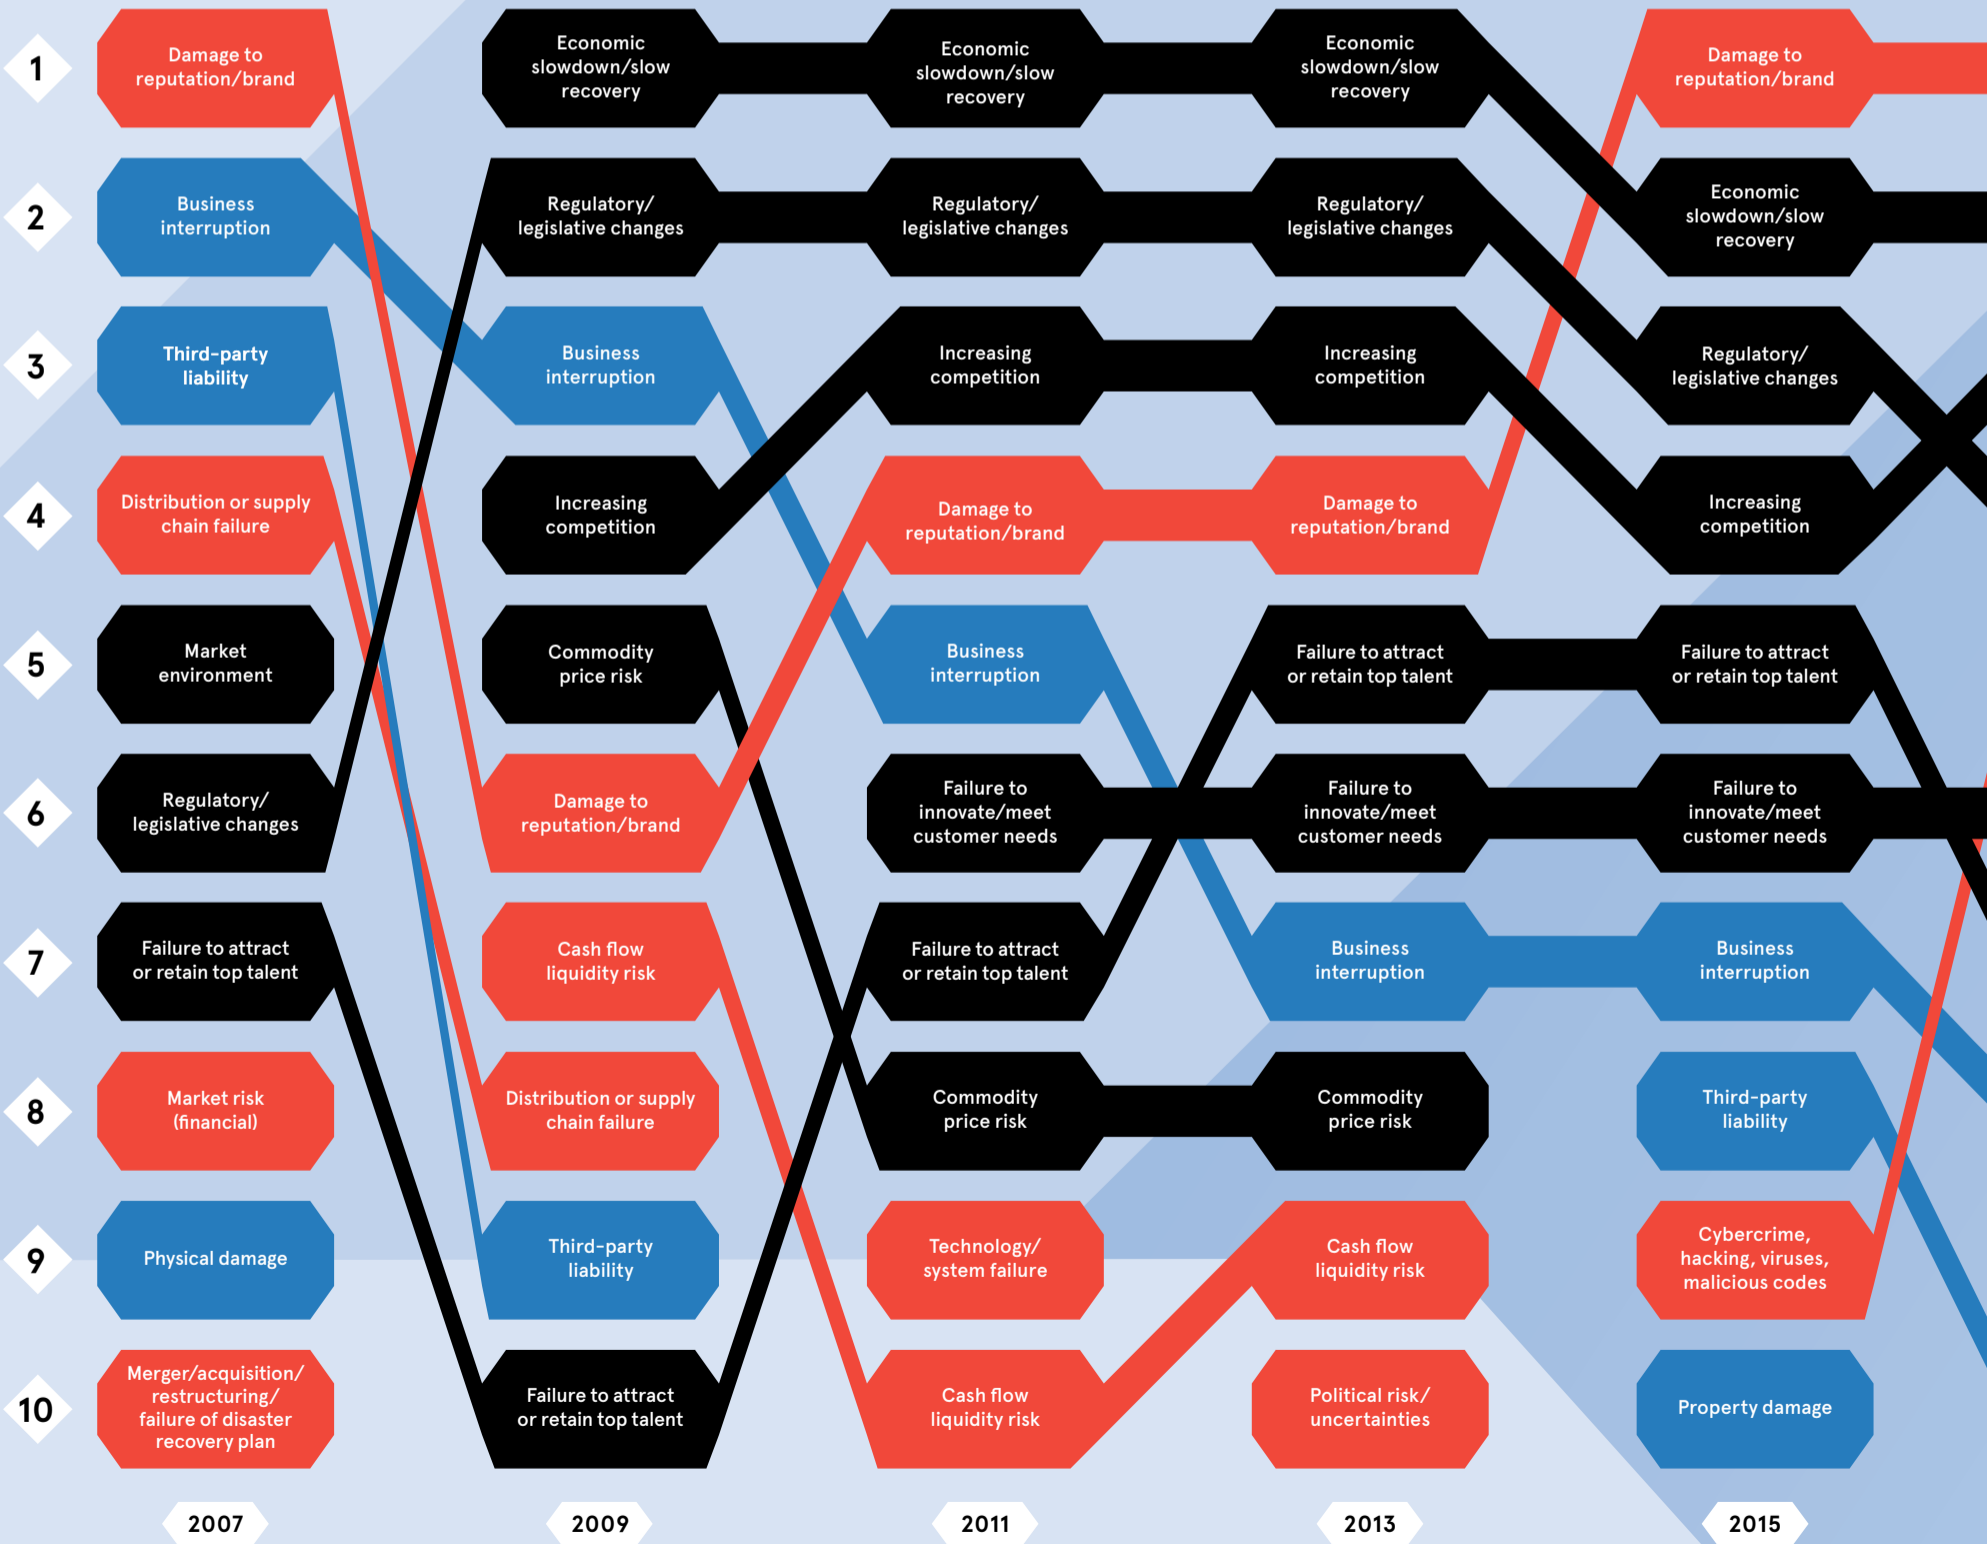 1
Damage to
reputation/brand
Economic
slowdown/slow
recovery
Economic
slowdown/slow
recovery
Economic
slowdown/slow
recovery
Damage to
reputation/brand
2
Business
interruption
Regulatory/
legislative changes
Regulatory/
legislative changes
Regulatory/
legislative changes
Economic
slowdown/slow
recovery
3
Third-party
liability
Business
interruption
Increasing
competition
Increasing
competition
Regulatory/
legislative changes
4
Distribution or supply
chain failure
Increasing
competition
Damage to
reputation/brand
Damage to
reputation/brand
Increasing
competition
5
Market
environment
Commodity
price risk
Business
interruption
Failure to attract
or retain top talent
Failure to attract
or retain top talent
6
Regulatory/
legislative changes
Damage to
reputation/brand
Failure to
innovate/meet
customer needs
Failure to
innovate/meet
customer needs
Failure to
innovate/meet
customer needs
7
Failure to attract
or retain top talent
Cash flow
liquidity risk
Failure to attract
or retain top talent
Business
interruption
Business
interruption
8
Market risk
(financial)
Distribution or supply
chain failure
Commodity
price risk
Commodity
price risk
Third-party
liability
9
Physical damage
Third-party
liability
Technology/
system failure
Cash flow
liquidity risk
Cybercrime,
hacking, viruses,
malicious codes
10
Merger/acquisition/
restructuring/
failure of disaster
recovery plan
Failure to attract
or retain top talent
Cash flow
liquidity risk
Political risk/
uncertainties
Property damage
2007
2009
2011
2013
2015